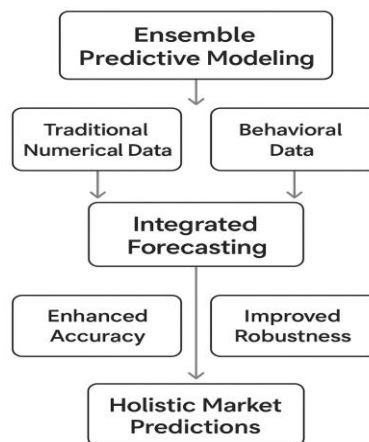 Ensemble
Predictive Modeling
Traditional
Numerical Data
Behavioral
Data
Integrated
Forecasting
Enhanced
Accuracy
Improved
Robustness
Holistic Market
Predictions